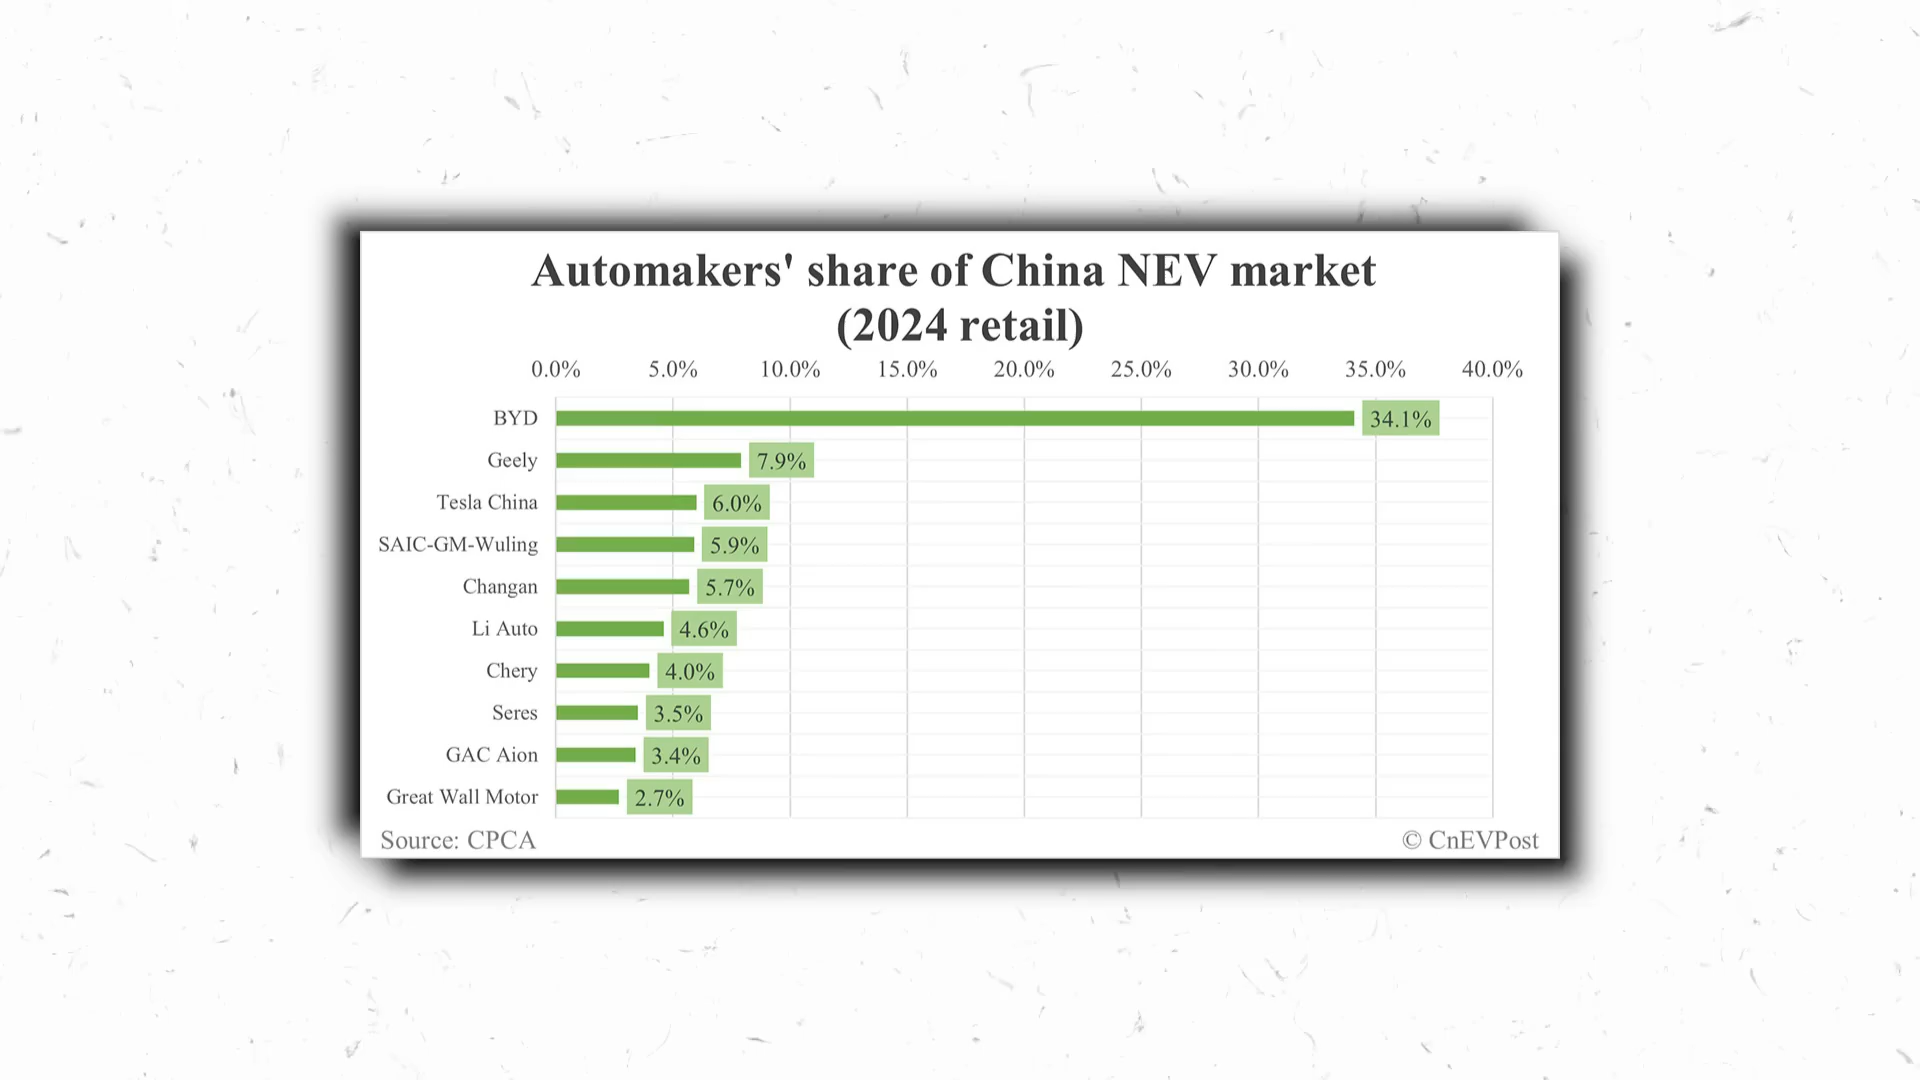 Automakers' share of China NEV market
(2024 retail)
0.0% 5.0% 10.0% 15.0% 20.0% 25.0% 30.0% 35.0% 40.0%
BYD 34.1%
Geely 7.9%
Tesla China 6.0%
SAIC-GM-Wuling 5.9%
Changan 5.7%
Li Auto 4.6%
Chery 4.0%
Seres 3.5%
GAC Aion 3.4%
Great Wall Motor 2.7%
Source: CPCA © CnEVPost